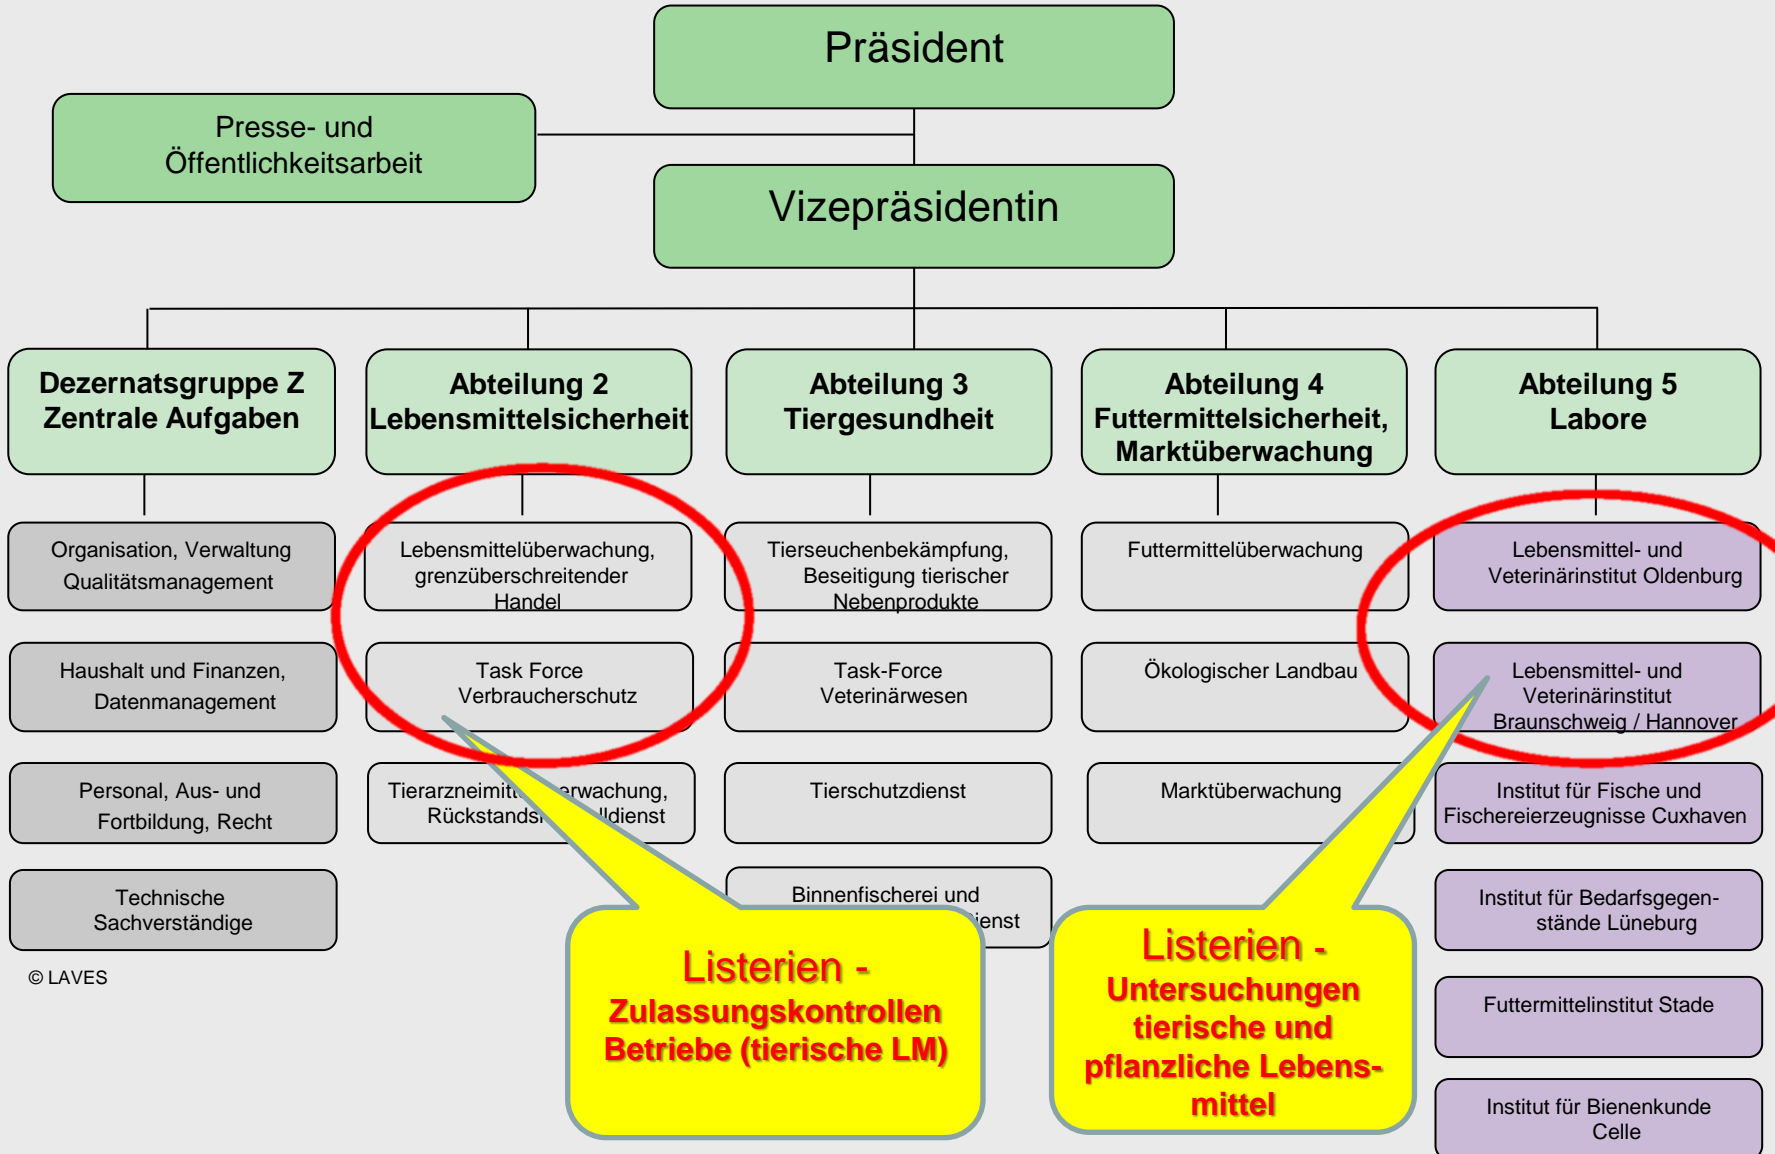 Präsident
Presse- und
Öffentlichkeitsarbeit
Vizepräsidentin
Dezernatsgruppe Z
Zentrale Aufgaben
Organisation, Verwaltung
Qualitätsmanagement
Haushalt und Finanzen,
Datenmanagement
Personal, Aus- und
Fortbildung, Recht
Technische
Sachverständige
Abteilung 2
Lebensmittelsicherheit
Lebensmittelüberwachung,
grenzüberschreitender
Handel
Task Force
Verbraucherschutz
Abteilung 3
Tiergesundheit
Tierseuchenbekämpfung,
Beseitigung tierischer
Nebenprodukte
Task-Force
Veterinärwesen
Tierschutzdienst
Binnenfischerei und
Abteilung 4
Futtermittelsicherheit,
Marktüberwachung
Futtermittelüberwachung
Ökologischer Landbau
Marktüberwachung
Abteilung 5
Labore
Lebensmittel- und
Veterinärinstitut Oldenburg
Lebensmittel- und
Veterinärinstitut
Braunschweig / Hannover
Institut für Fische und
Fischereierzeugnisse Cuxhaven
Institut für Bedarfsgegen-
stände Lüneburg
Futtermittelinstitut Stade
Institut für Bienenkunde
Celle
Listerien -
Zulassungskontrollen
Betriebe (tierische LM)
Listerien -
Untersuchungen
tierische und
pflanzliche Lebens-
mittel
© LAVES